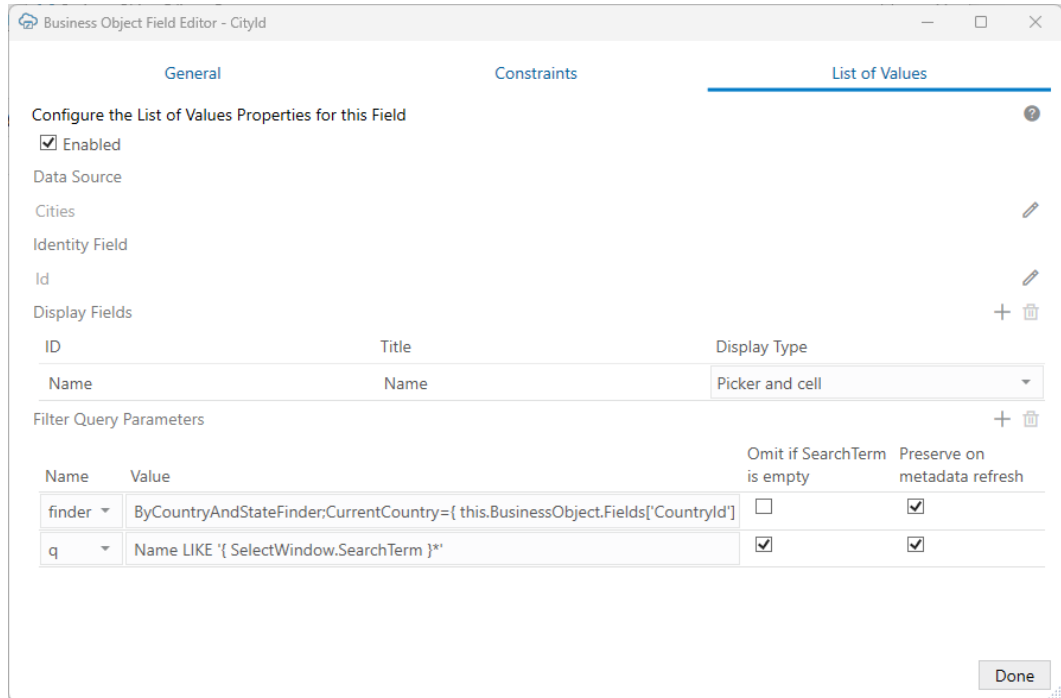 Business Object Field Editor - CityId
General Constraints List of Values
Configure the List of Values Properties for this Field
Enabled
Data Source
Cities
Identity Field
Id
Display Fields
ID Title Display Type
Name Name Picker and cell
Filter Query Parameters
Name Value Omit if SearchTerm is empty Preserve on metadata refresh
finder ByCountryAndStateFinder;CurrentCountry={ this.BusinessObject.Fields['CountryId']
q Name LIKE '{ SelectWindow.SearchTerm }*'
Done